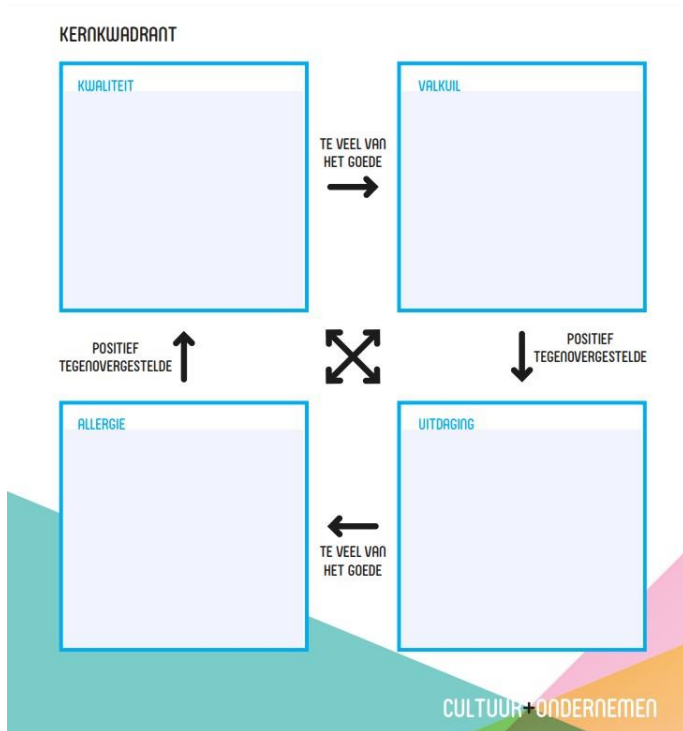 KERNKWADRANT
KWALITEIT
VALKUIL
TE VEEL VAN
HET GOEDE
POSITIEF
TEGENOVERGESTELDE
POSITIEF
TEGENOVERGESTELDE
ALLERGIE
UITDAGING
TE VEEL VAN
HET GOEDE
CULTUUR+ONDERNEMEN